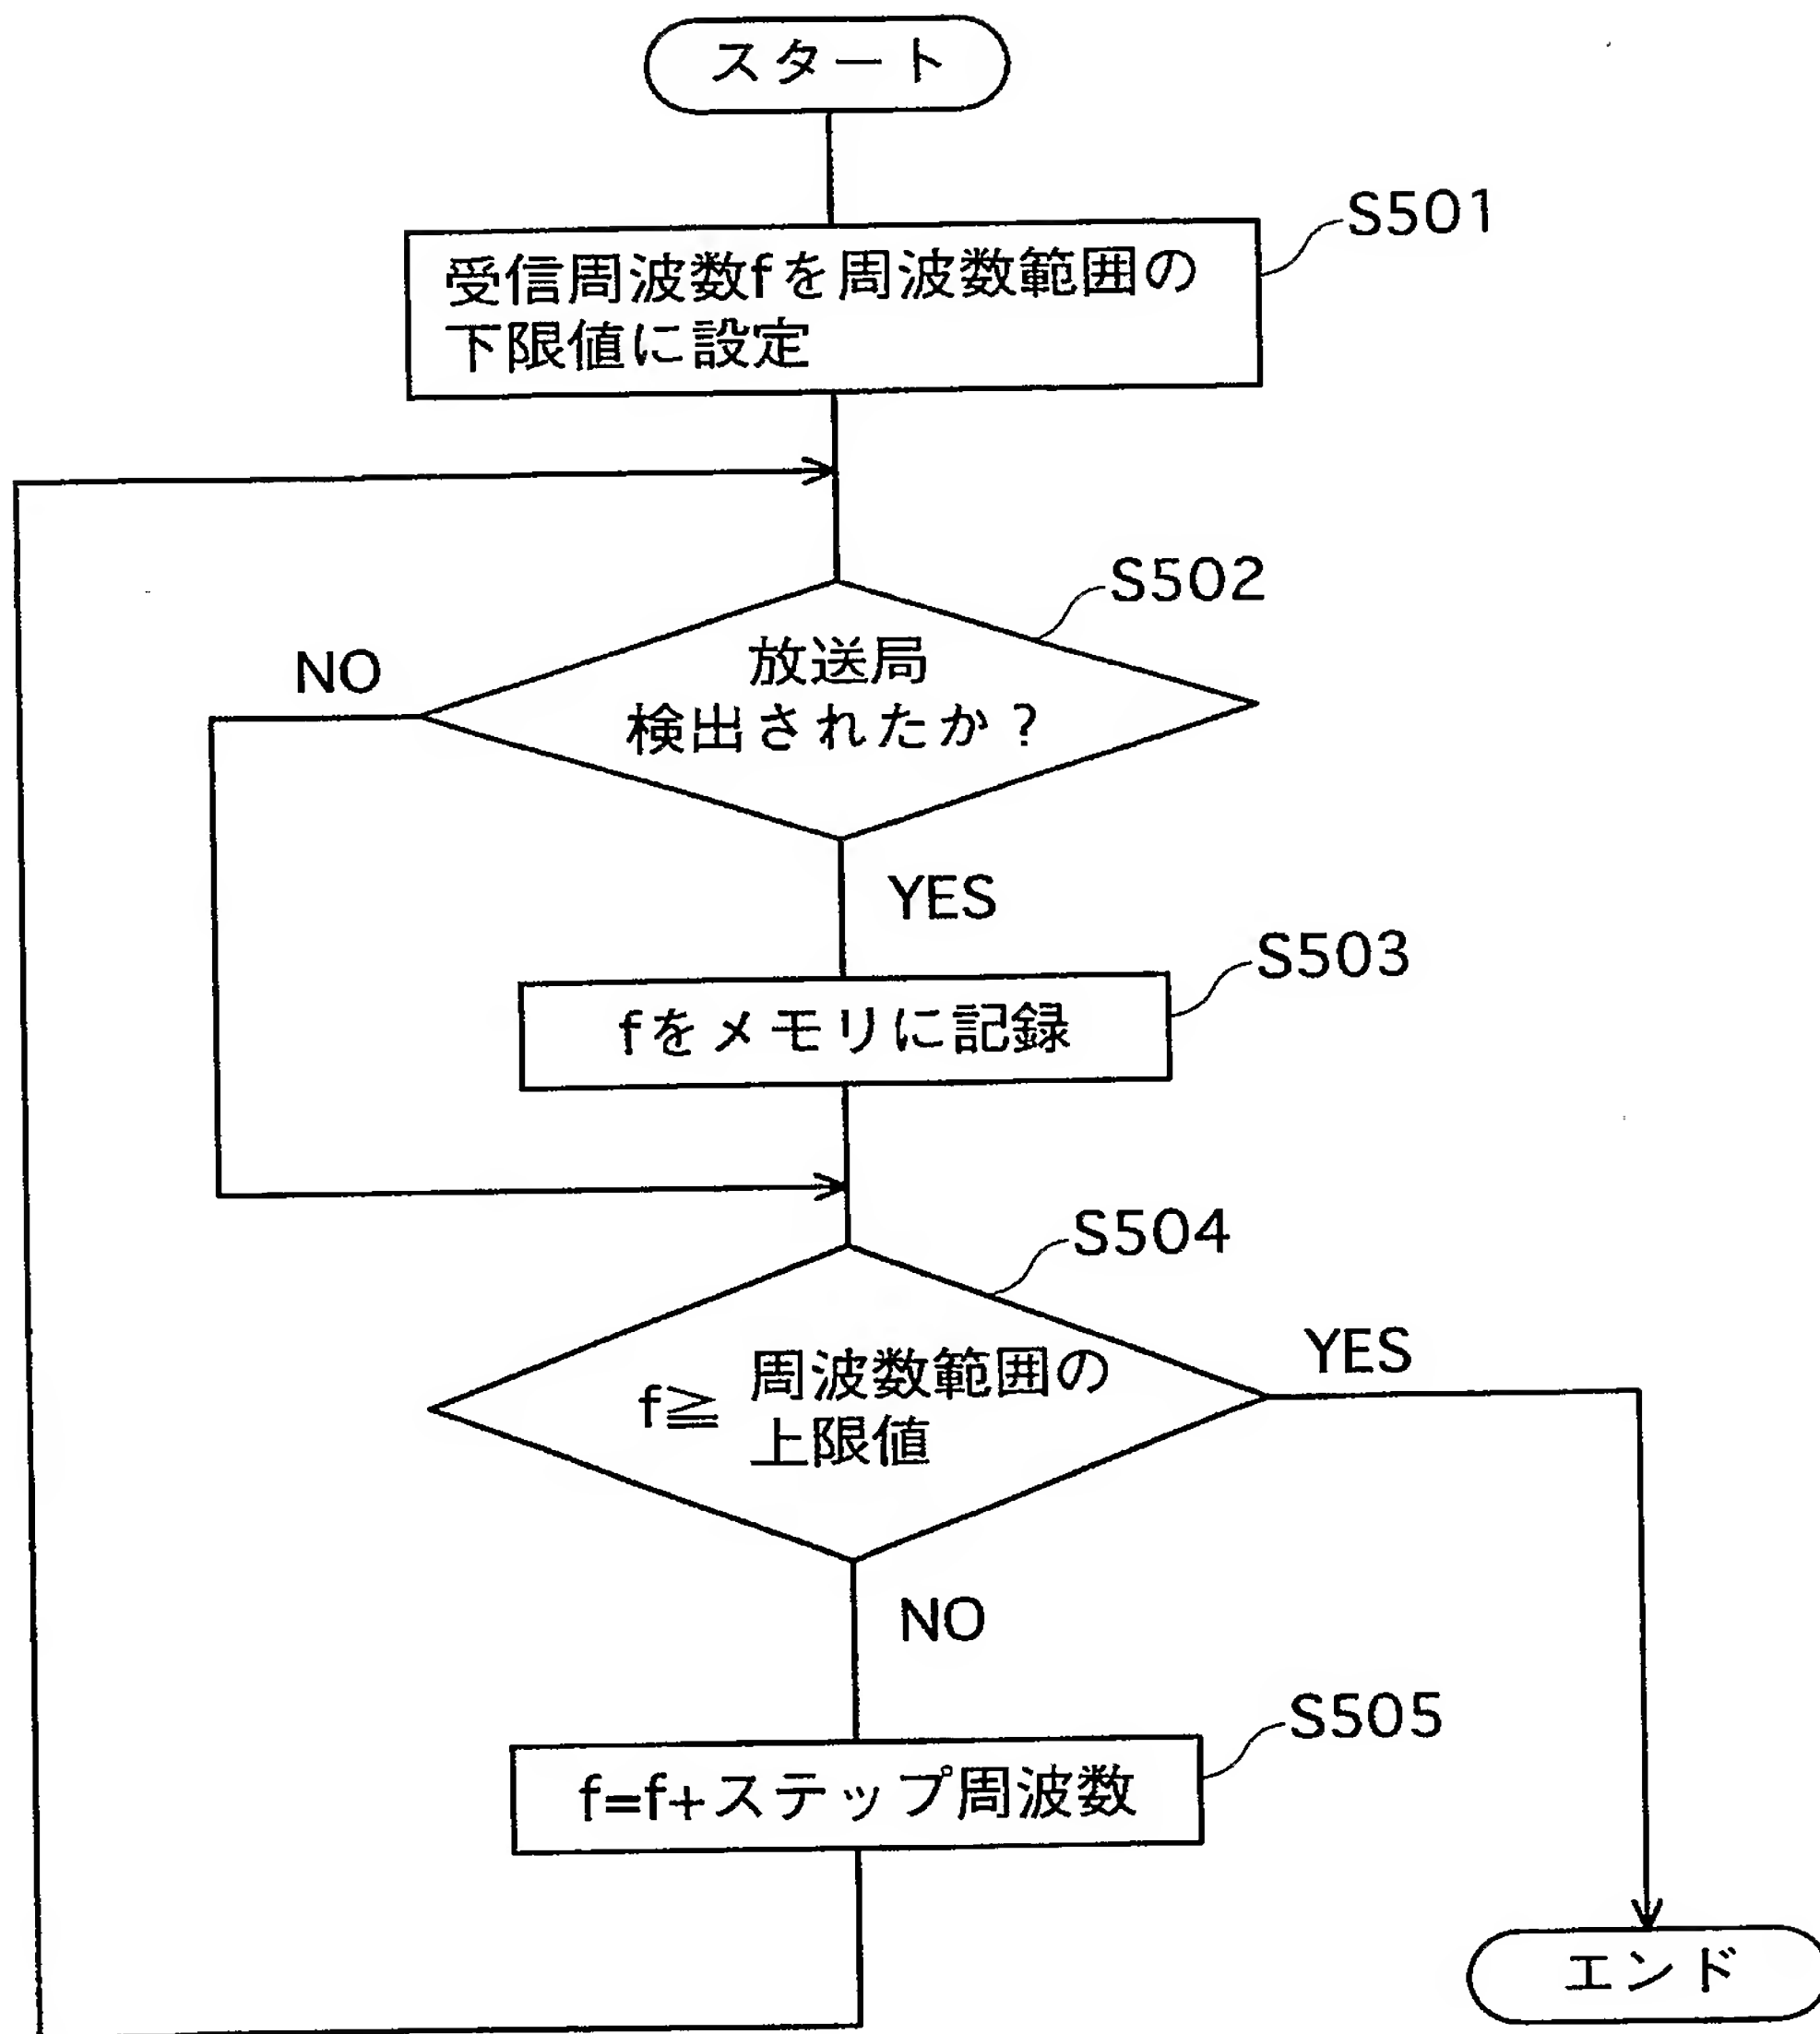 スタート
S501
受信周波数fを周波数範囲の
下限値に設定
S502
放送局
検出されたか？
NO
YES
S503
fをメモリに記録
S504
f≧ 周波数範囲の
上限値
YES
NO
S505
f=f+ステップ周波数
エンド